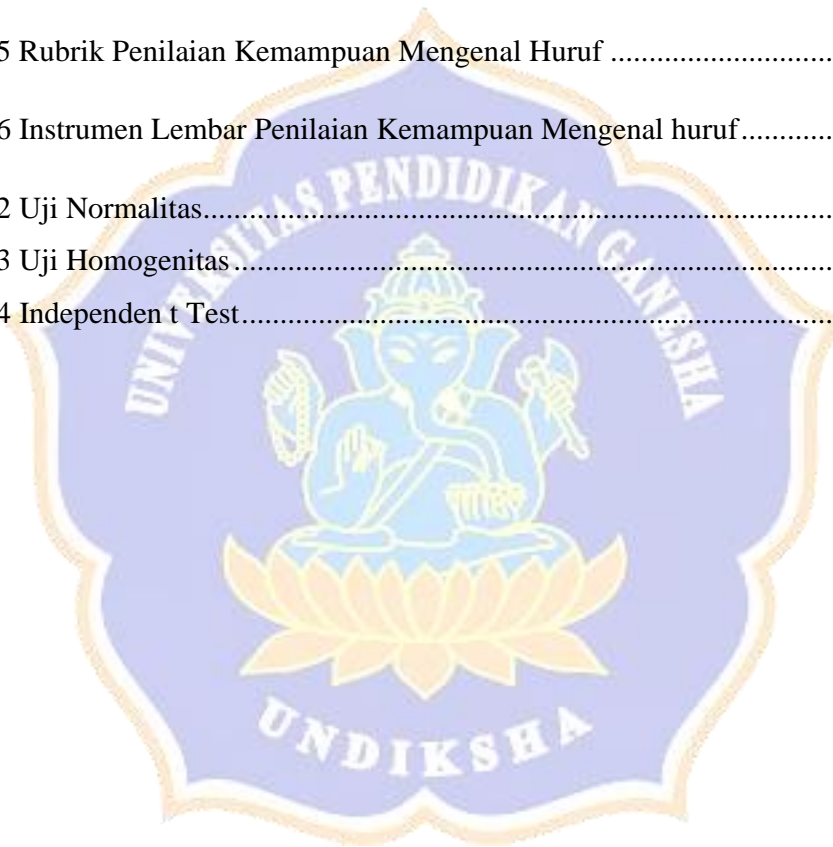 5 Rubrik Penilaian Kemampuan Mengenal Huruf ............................
6 Instrumen Lembar Penilaian Kemampuan Mengenal huruf............
2 Uji Normalitas.................................................................................
3 Uji Homogenitas.............................................................................
4 Independen t Test............................................................................
UNIVERSITAS PENDIDIKAN GANESHA
UNDIKSHA